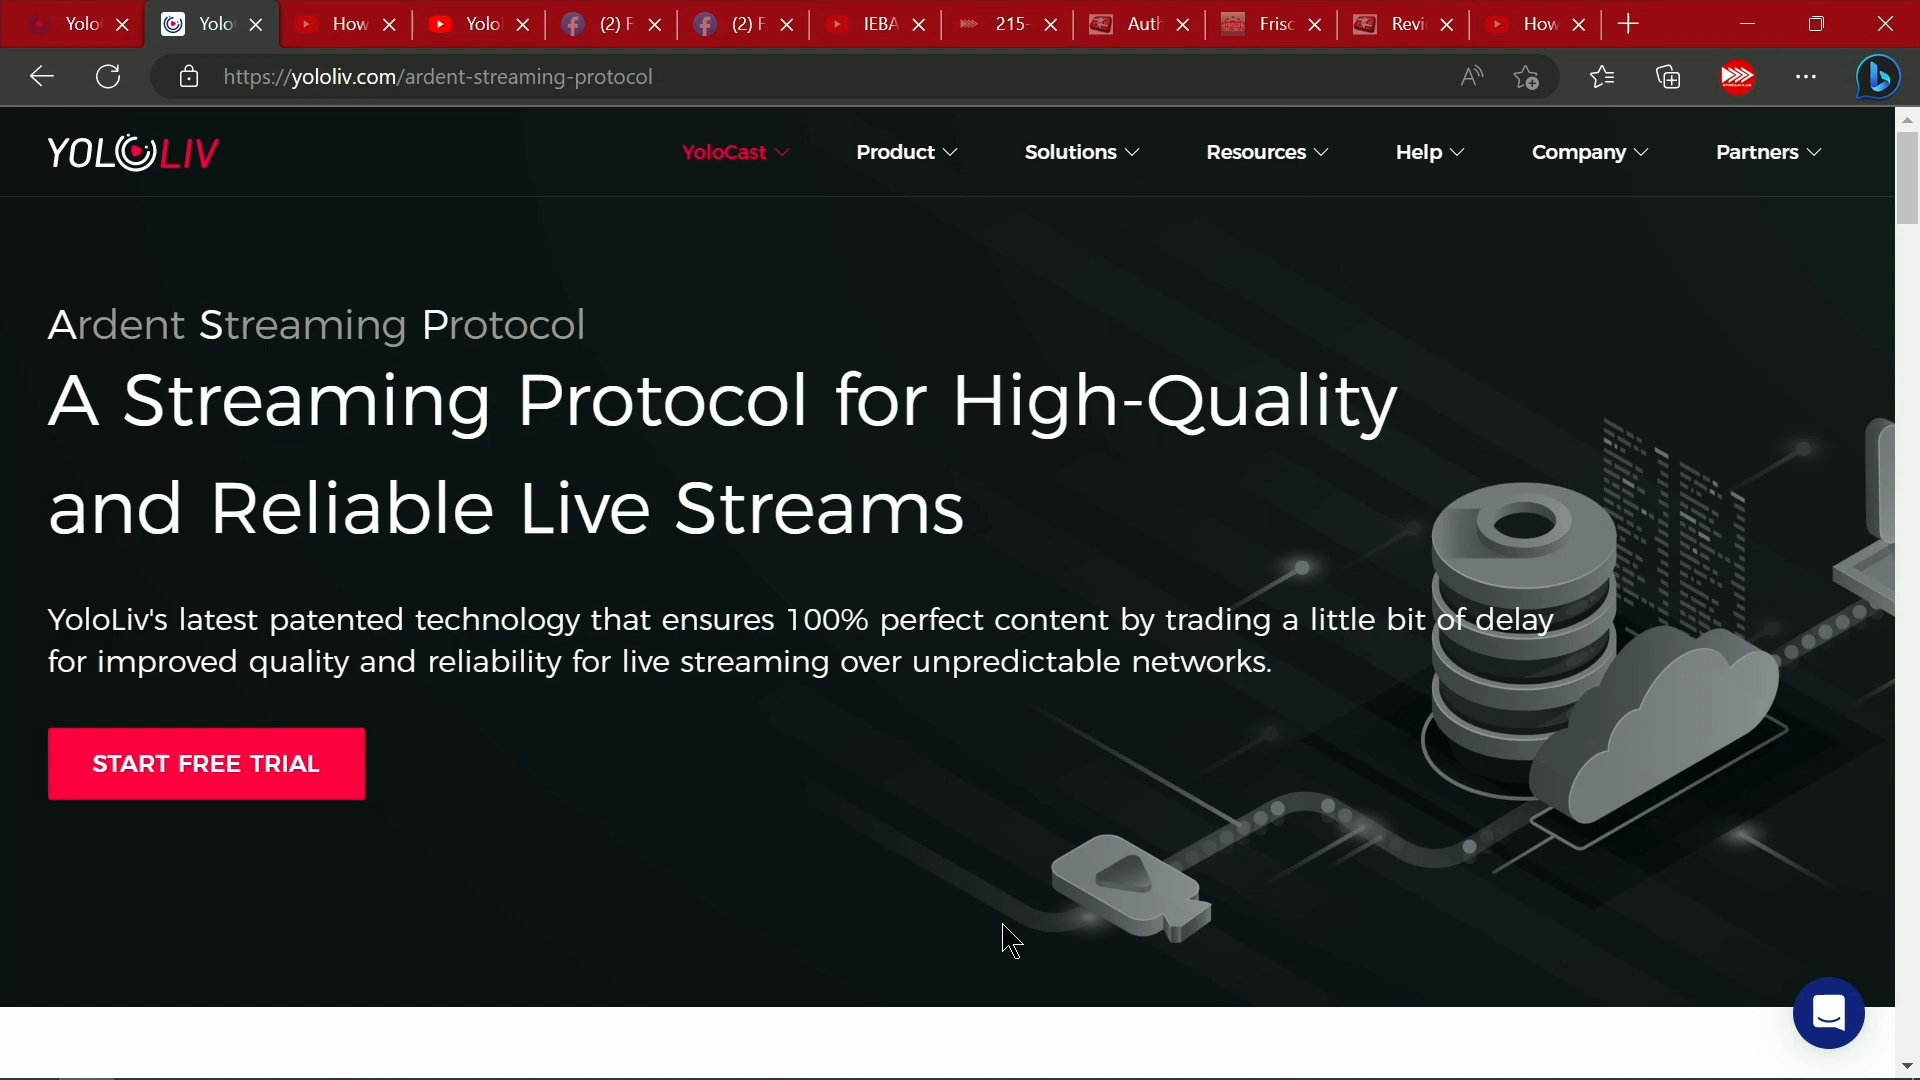 Yolo
Yolo
How
Yolol
(2) F
(2) F
IEBA
215-
Auth
Frisc
Revi
How
https://yololiv.com/ardent-streaming-protocol
YOLOLIV
YoloCast
Product
Solutions
Resources
Help
Company
Partners
Ardent Streaming Protocol
A Streaming Protocol for High-Quality
and Reliable Live Streams
YoloLiv's latest patented technology that ensures 100% perfect content by trading a little bit of delay
for improved quality and reliability for live streaming over unpredictable networks.
START FREE TRIAL